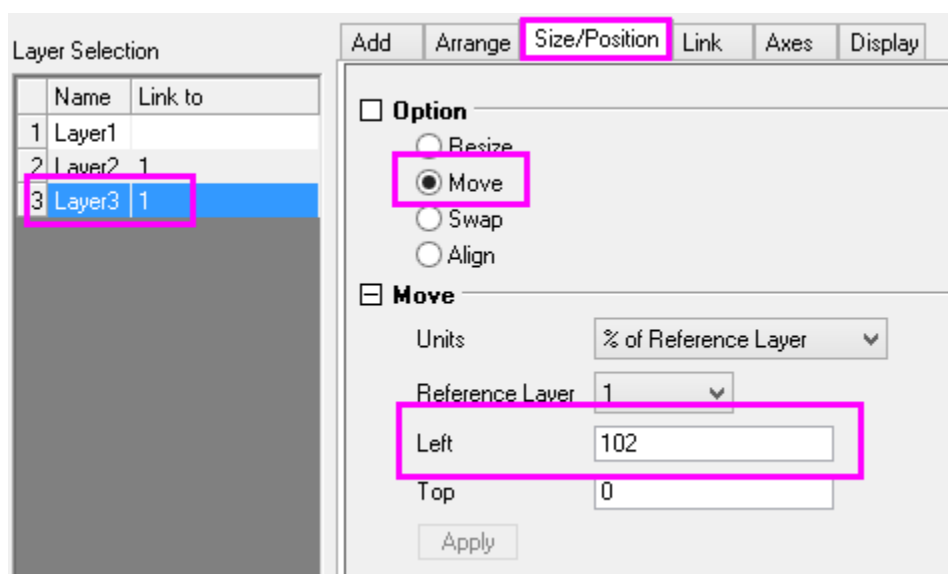 Layer Selection
Name Link to
1 Layer1
2 Layer2 1
3 Layer3 1
Add Arrange Size/Position Link Axes Display
Option
Resize
Move
Swap
Align
Move
Units % of Reference Layer
Reference Layer 1
Left 102
Top 0
Apply